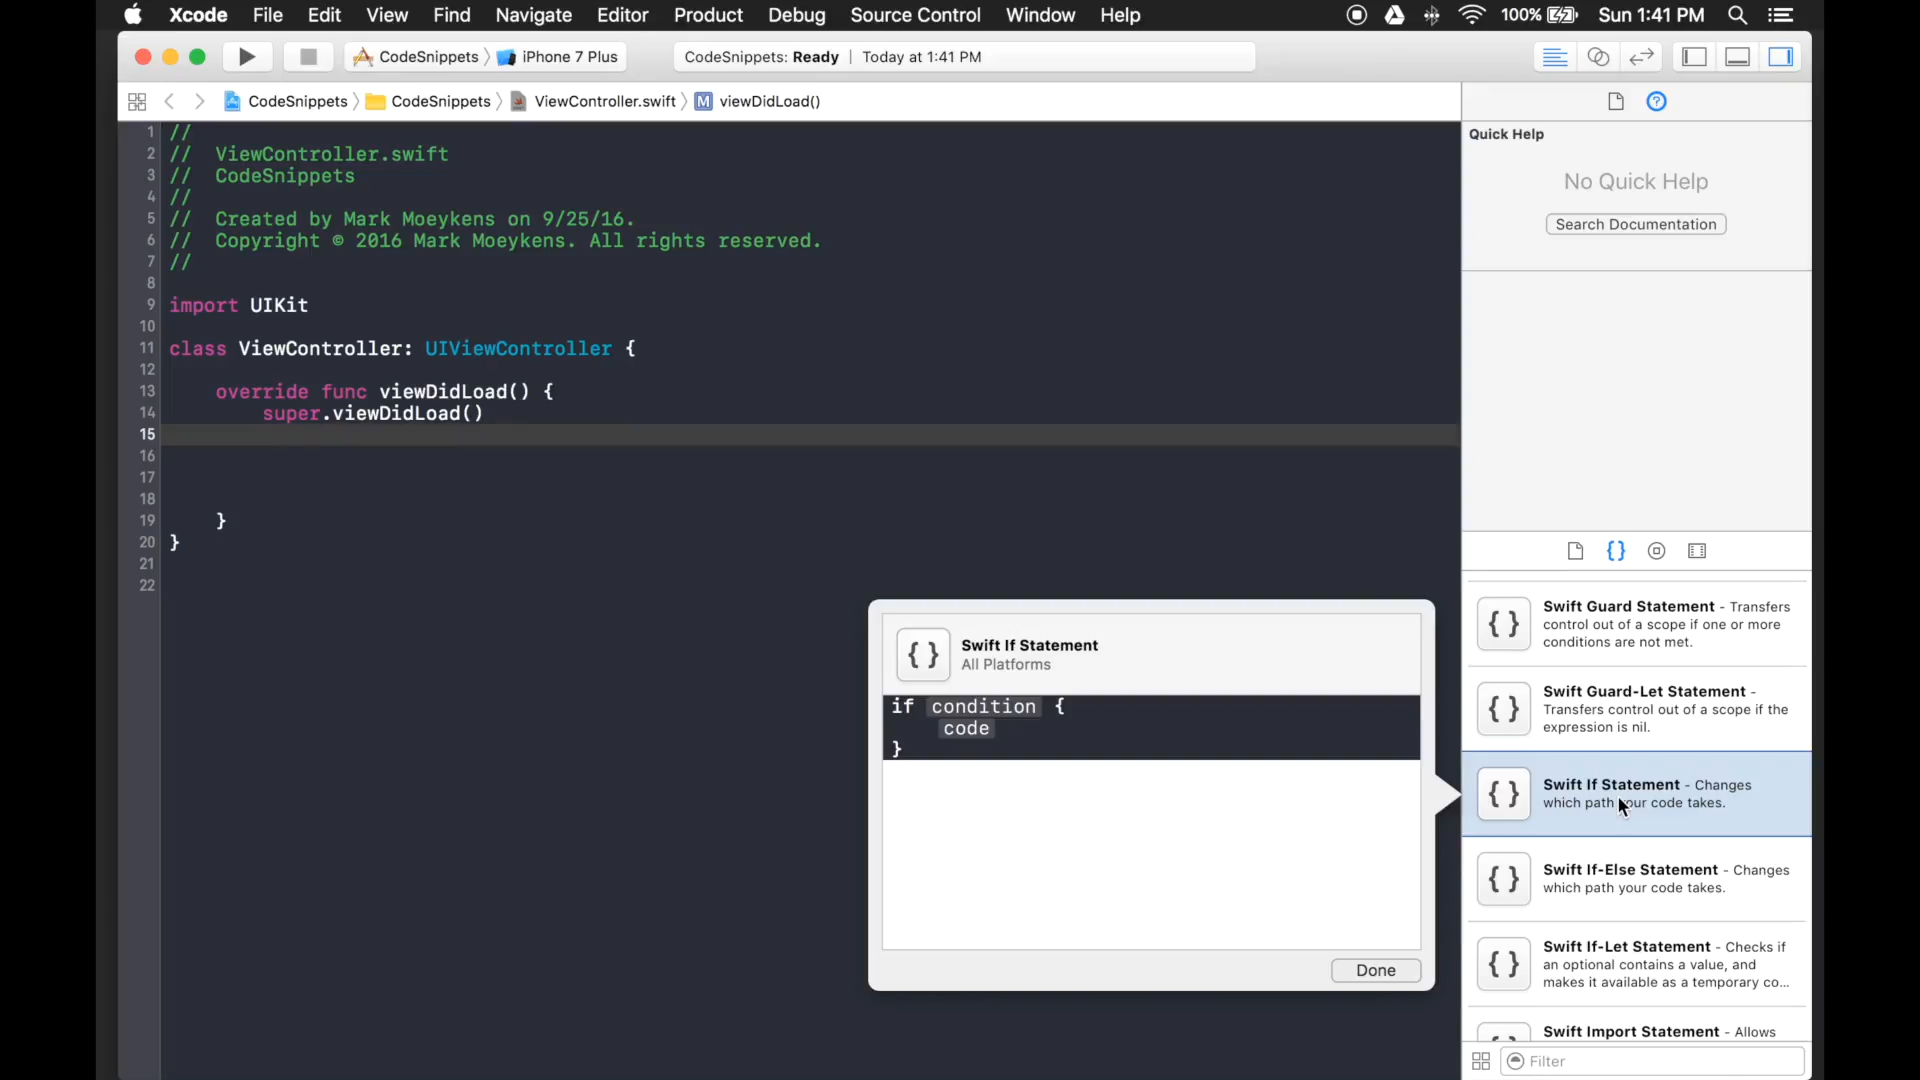 Xcode File Edit View Find Navigate Editor Product Debug Source Control Window Help 100% Sun 1:41 PM
CodeSnippets iPhone 7 Plus CodeSnippets: Ready | Today at 1:41 PM
CodeSnippets CodeSnippets ViewController.swift M viewDidLoad()
1 //
2 // ViewController.swift
3 // CodeSnippets
4 //
5 // Created by Mark Moeykens on 9/25/16.
6 // Copyright © 2016 Mark Moeykens. All rights reserved.
7 //
8
9 import UIKit
10
11 class ViewController: UIViewController {
12
13 override func viewDidLoad() {
14 super.viewDidLoad()
15
16
17
18
19 }
20 }
21
22
Swift If Statement
All Platforms
if condition {
code
}
Done
Quick Help
No Quick Help
Search Documentation
Swift Guard Statement - Transfers
control out of a scope if one or more
conditions are not met.
Swift Guard-Let Statement -
Transfers control out of a scope if the
expression is nil.
Swift If Statement - Changes
which path your code takes.
Swift If-Else Statement - Changes
which path your code takes.
Swift If-Let Statement - Checks if
an optional contains a value, and
makes it available as a temporary co...
Swift Import Statement - Allows
Filter